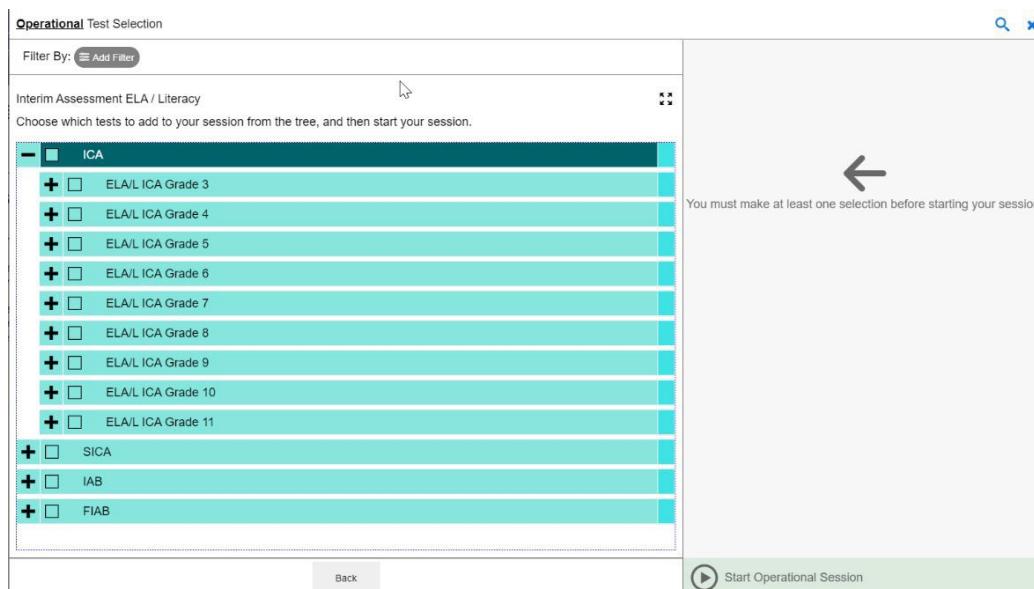 Operational Test Selection
Filter By: Add Filter
Interim Assessment ELA / Literacy
Choose which tests to add to your session from the tree, and then start your session.
ICA
ELA/L ICA Grade 3
ELA/L ICA Grade 4
ELA/L ICA Grade 5
ELA/L ICA Grade 6
ELA/L ICA Grade 7
ELA/L ICA Grade 8
ELA/L ICA Grade 9
ELA/L ICA Grade 10
ELA/L ICA Grade 11
SICA
IAB
FIAB
Back
You must make at least one selection before starting your sessio
Start Operational Session